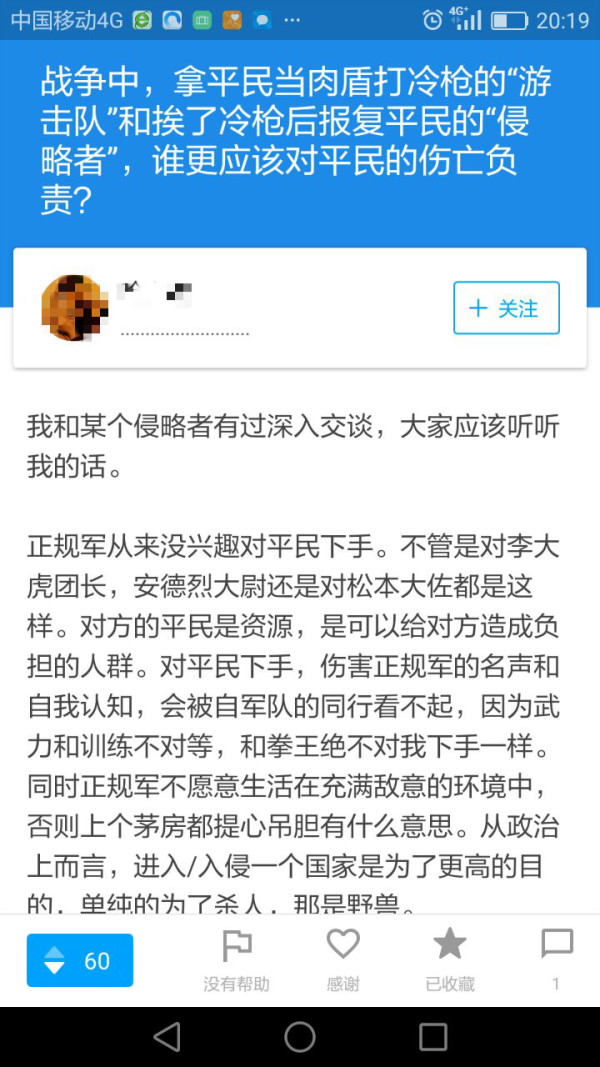 中国移动4G
4G+
20:19
战争中，拿平民当肉盾打冷枪的“游
击队”和挨了冷枪后报复平民的“侵
略者”，谁更应该对平民的伤亡负
责？
+ 关注
我和某个侵略者有过深入交谈，大家应该听听
我的话。
正规军从来没兴趣对平民下手。不管是对李大
虎团长，安德烈大尉还是对松本大佐都是这
样。对方的平民是资源，是可以给对方造成负
担的人群。对平民下手，伤害正规军的名声和
自我认知，会被自军队的同行看不起，因为武
力和训练不对等，和拳王绝不对我下手一样。
同时正规军不愿意生活在充满敌意的环境中，
否则上个茅房都提心吊胆有什么意思。从政治
上而言，进入/入侵一个国家是为了更高的目
的，单纯的为了杀人，那是野兽。
60
没有帮助
感谢
已收藏
1